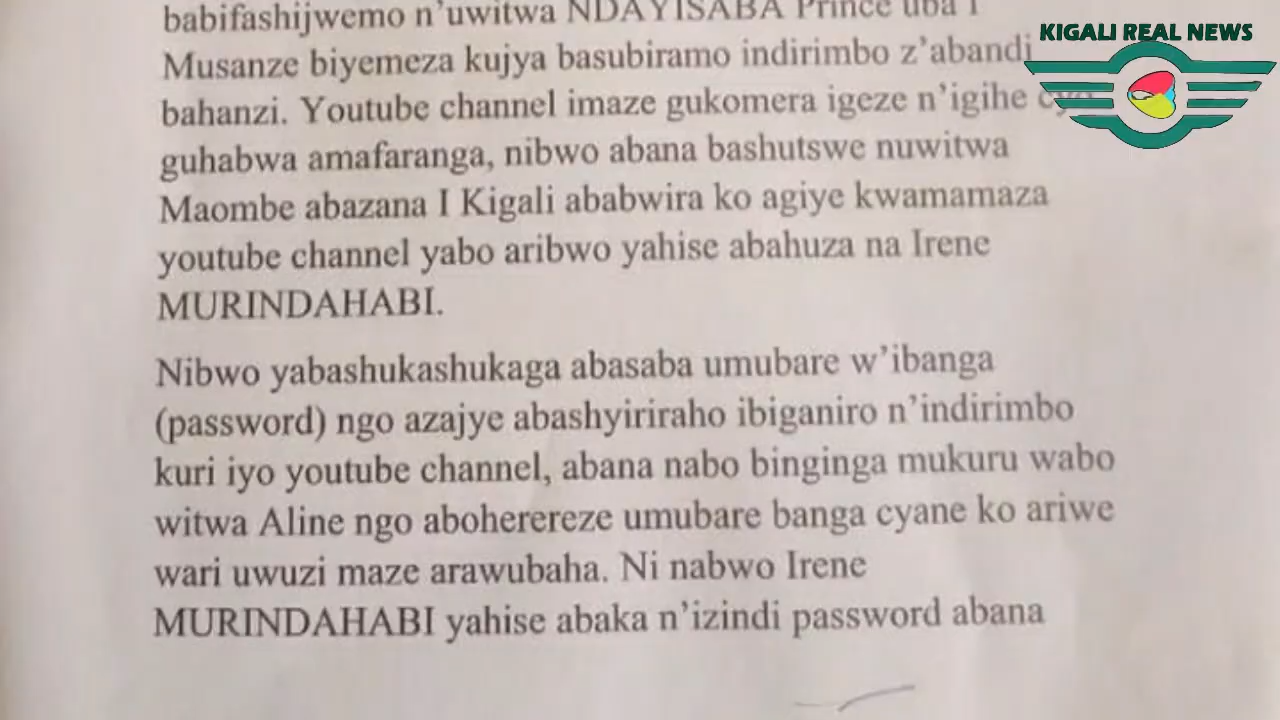 babifashijwemo n'uwitwa NDAYISABA Prince uba I
KIGALI REAL NEWS
Musanze biyemeza kujya basubiramo indirimbo z'abandi
bahanzi. Youtube channel imaze gukomera igeze n'igihe
guhabwa amafaranga, nibwo abana bashutswe nuwitwa
Maombe abazana I Kigali ababwira ko agiye kwamamaza
youtube channel yabo aribwo yahise abahuza na Irene
MURINDAHABI.
Nibwo yabashukashukaga abasaba umubare w'ibanga
(password) ngo azajye abashyiriraho ibiganiro n'indirimbo
kuri iyo youtube channel, abana nabo binginga mukuru wabo
witwa Aline ngo aboherereze umubare banga cyane ko ariwe
wari uwuzi maze arawubaha. Ni nabwo Irene
MURINDAHABI yahise abaka n'izindi password abana